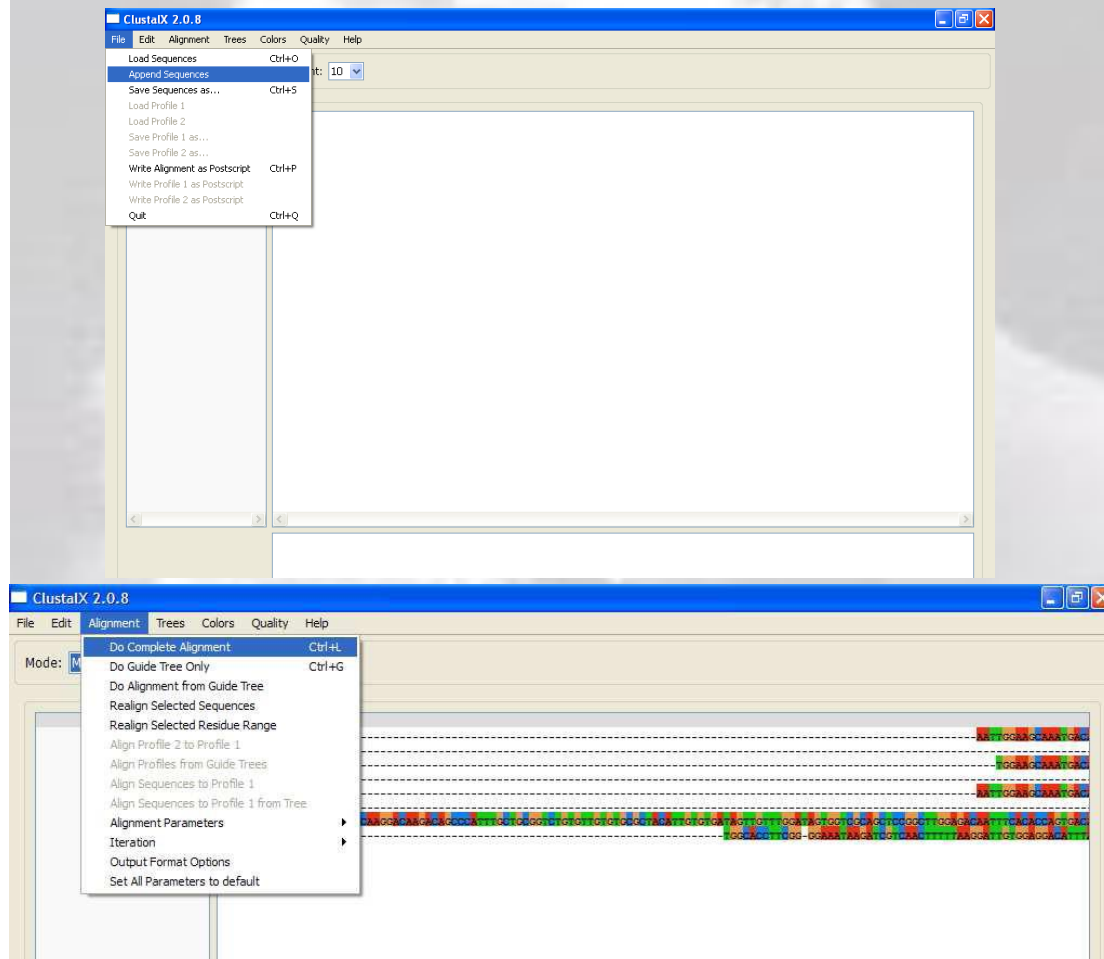 ClustalX 2.0.8
File Edit Alignment Trees Colors Quality Help
Load Sequences Ctrl+O
Append Sequences
nt: 10
Save Sequences as... Ctrl+S
Load Profile 1
Load Profile 2
Save Profile 1 as...
Save Profile 2 as...
Write Alignment as Postscript Ctrl+P
Write Profile 1 as Postscript
Write Profile 2 as Postscript
Quit Ctrl+Q
ClustalX 2.0.8
File Edit Alignment Trees Colors Quality Help
Mode: M
Do Complete Alignment Ctrl+L
Do Guide Tree Only Ctrl+G
Do Alignment from Guide Tree
Realign Selected Sequences
Realign Selected Residue Range
Align Profile 2 to Profile 1
Align Profiles from Guide Trees
Align Sequences to Profile 1
Align Sequences to Profile 1 from Tree
Alignment Parameters
Iteration
Output Format Options
Set All Parameters to default
AATTGGAAGCAAATGAC
TGGAAGCAAATGAC
AATTGGAAGCAAATGAC